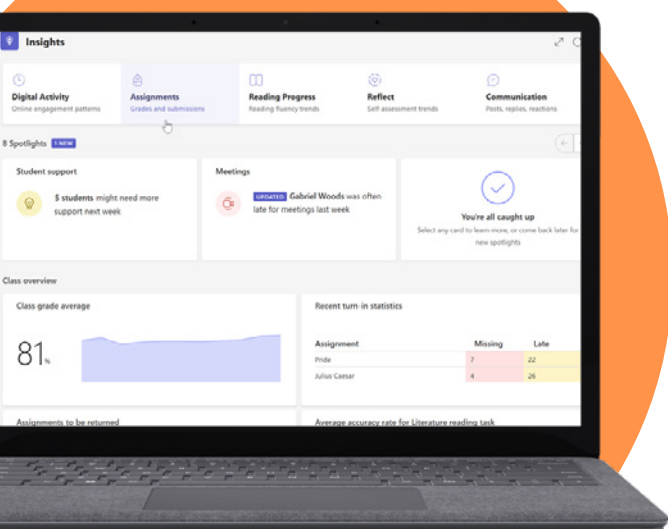 Insights
Digital Activity
Online engagement patterns
Assignments
Grades and submissions
Reading Progress
Reading fluency trends
Reflect
Self assessment trends
Communication
Posts, replies, reactions
8 Spotlights 1 NEW
Student support
5 students might need more
support next week
Meetings
UPDATED Gabriel Woods was often
late for meetings last week
You're all caught up
Select any card to learn more, or come back later for
new spotlights
Class overview
Class grade average
81%
Recent turn-in statistics
Assignment Missing Late
Pride 7 22
Julius Caesar 4 26
Assignments to be returned
Average accuracy rate for Literature reading task